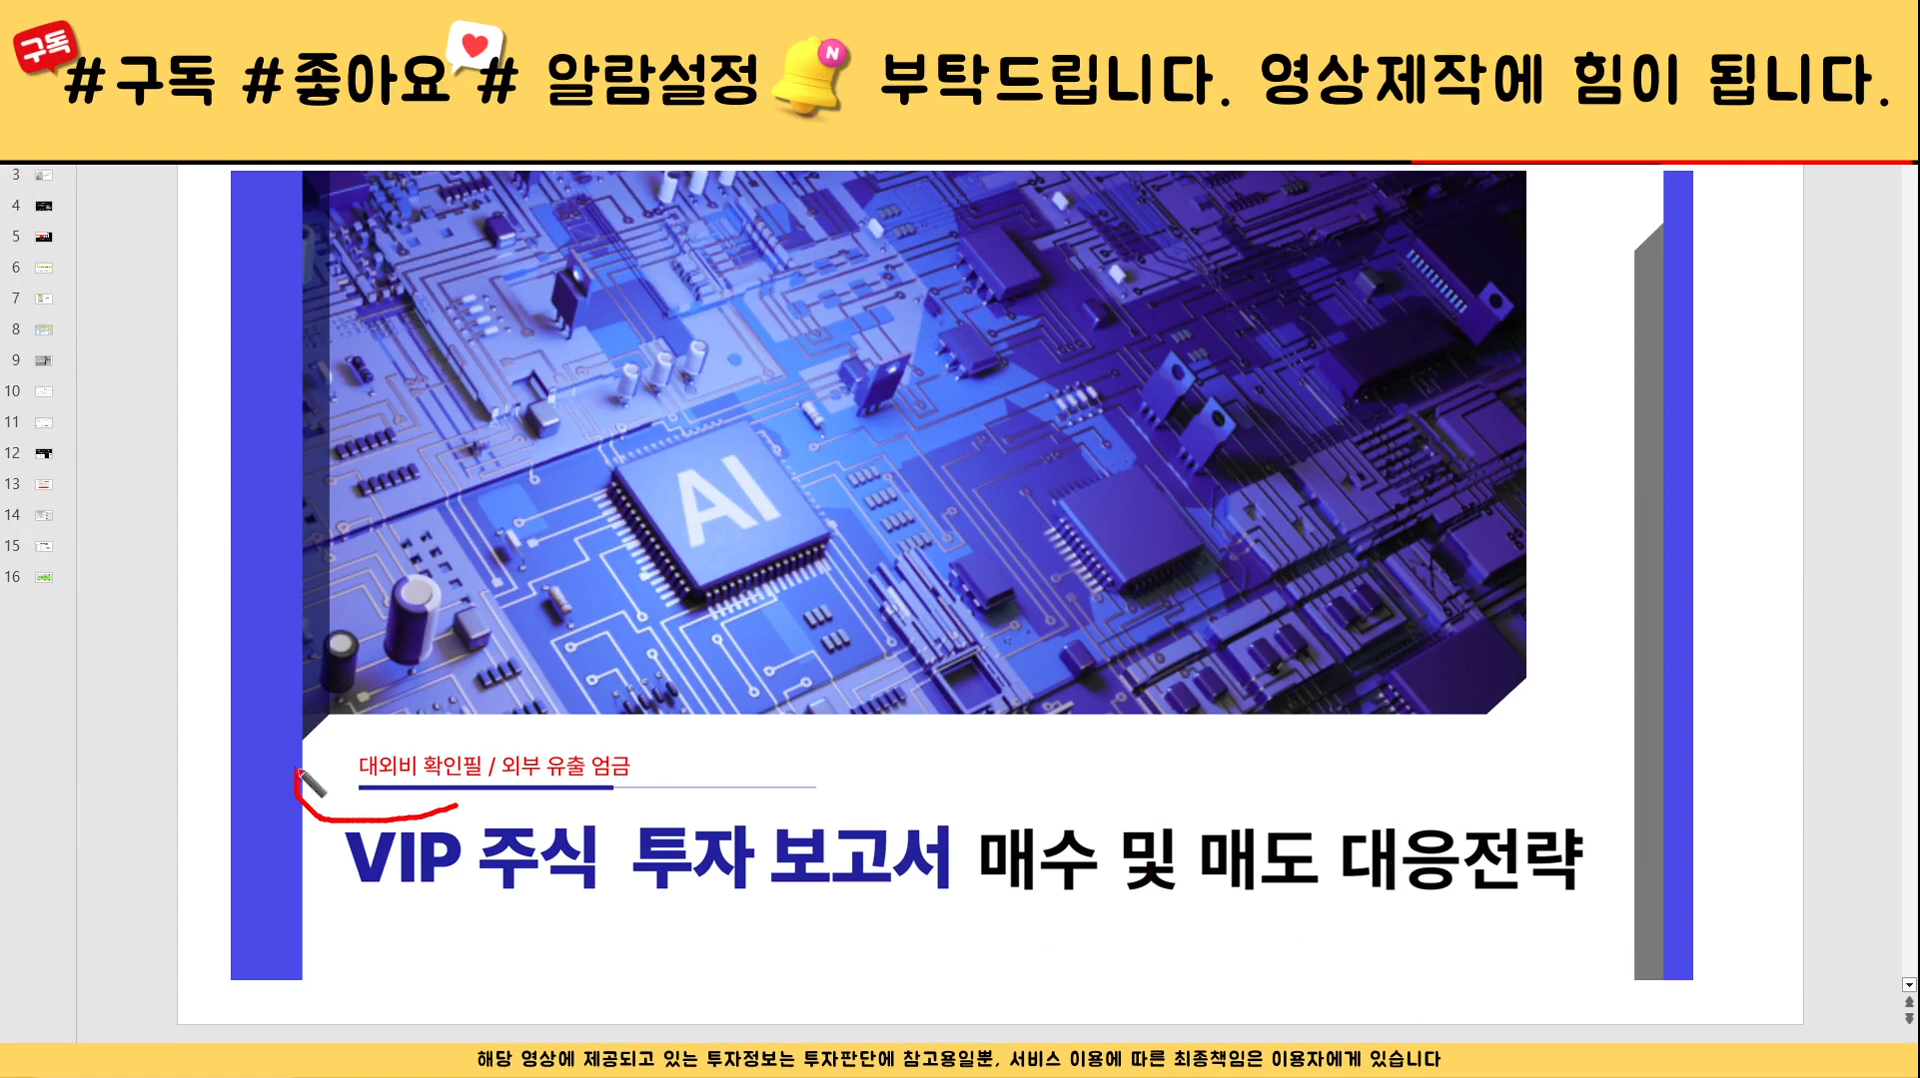 구독
#구독 #좋아요 # 알람설정 N 부탁드립니다. 영상제작에 힘이 됩니다.
3
4
5
6
7
8
9
10
11
12
13
14
15
16
AI
대외비 확인필 / 외부 유출 엄금
VIP 주식 투자 보고서 매수 및 매도 대응전략
해당 영상에 제공되고 있는 투자정보는 투자판단에 참고용일뿐, 서비스 이용에 따른 최종책임은 이용자에게 있습니다